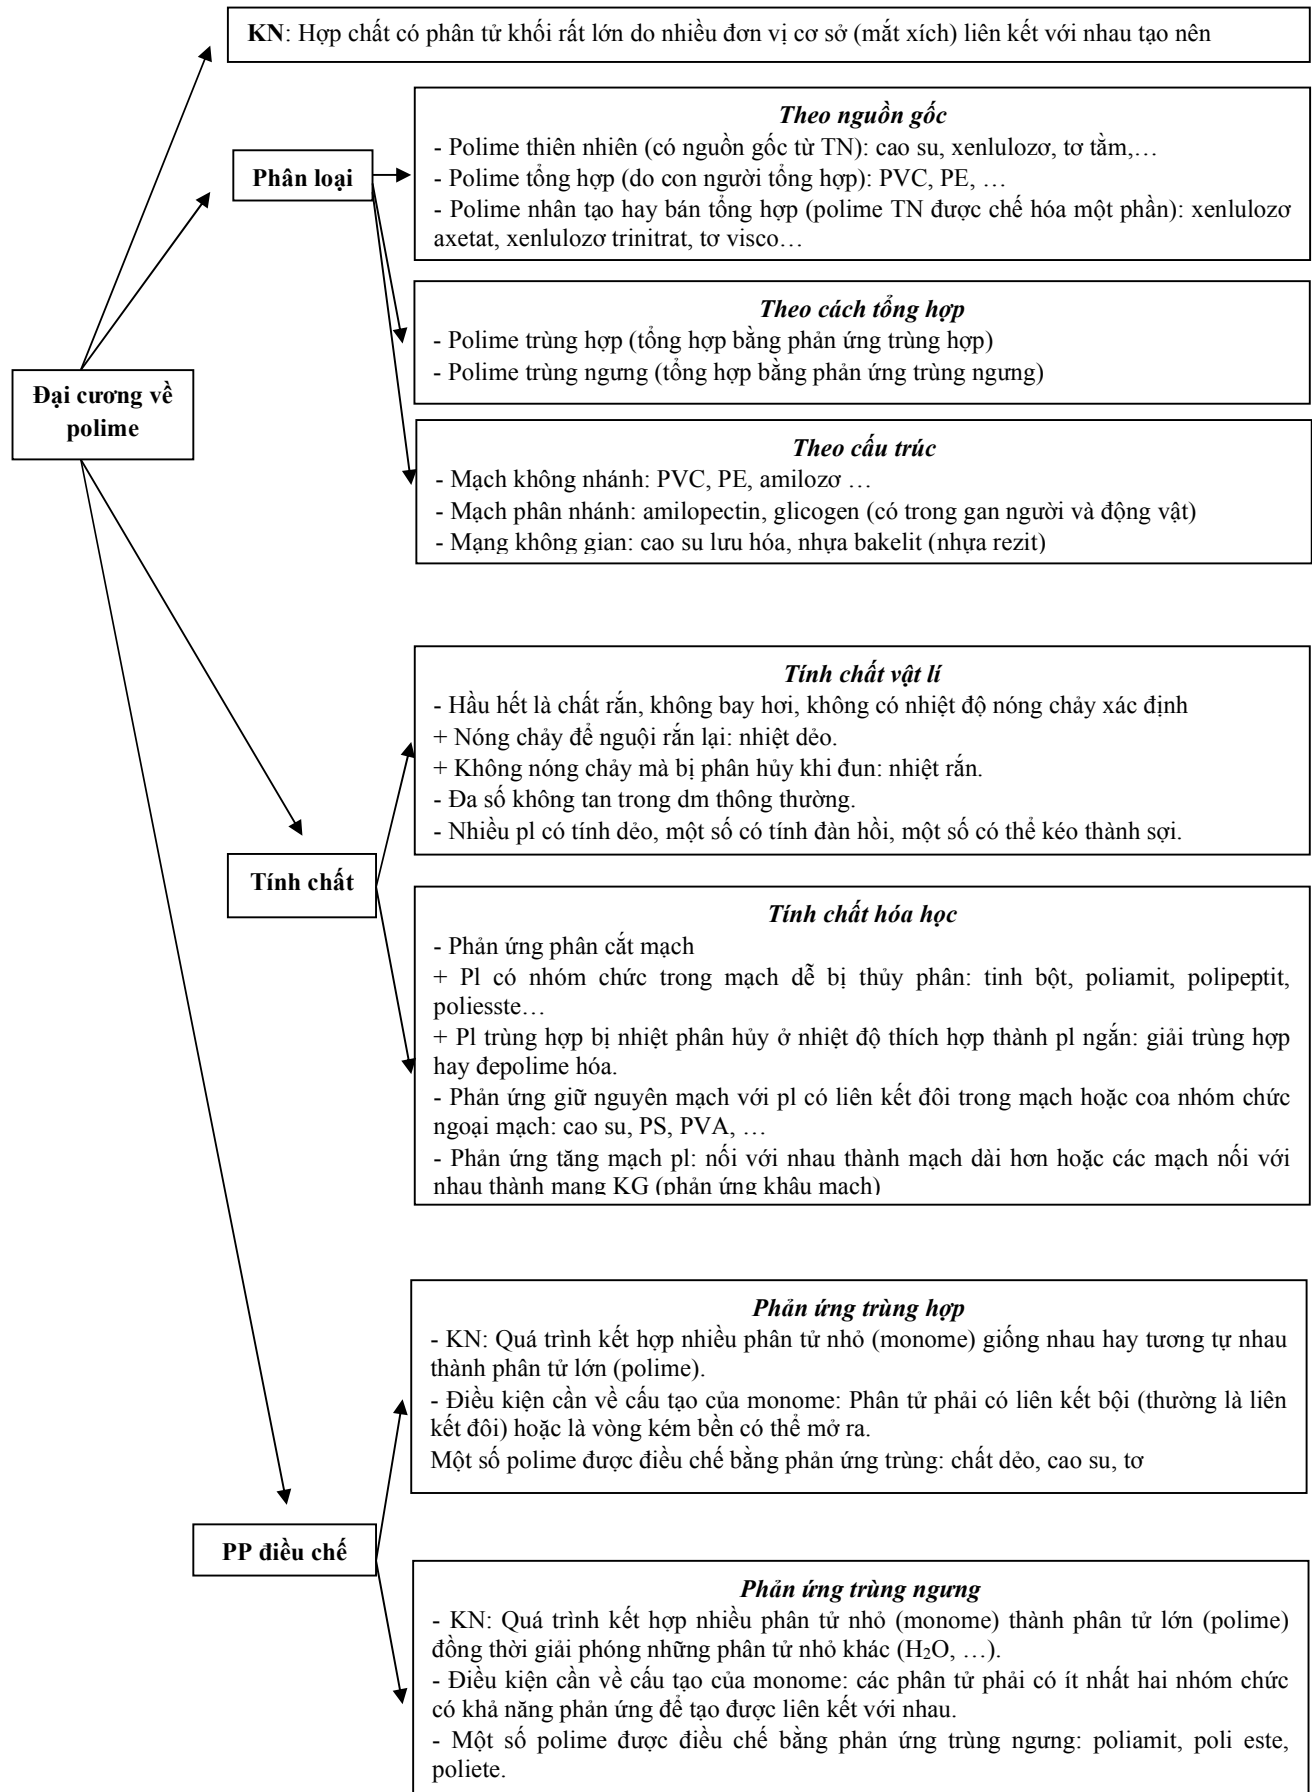 KN: Hợp chất có phân tử khối rất lớn do nhiều đơn vị cơ sở (mắt xích) liên kết với nhau tạo nên
Theo nguồn gốc
- Polime thiên nhiên (có nguồn gốc từ TN): cao su, xenlulozơ, tơ tằm,…
- Polime tổng hợp (do con người tổng hợp): PVC, PE, …
- Polime nhân tạo hay bán tổng hợp (polime TN được chế hóa một phần): xenlulozơ
axetat, xenlulozơ trinitrat, tơ visco…
Phân loại
Theo cách tổng hợp
- Polime trùng hợp (tổng hợp bằng phản ứng trùng hợp)
- Polime trùng ngưng (tổng hợp bằng phản ứng trùng ngưng)
Đại cương về
polime
Theo cấu trúc
- Mạch không nhánh: PVC, PE, amilozơ …
- Mạch phân nhánh: amilopectin, glicogen (có trong gan người và động vật)
- Mạng không gian: cao su lưu hóa, nhựa bakelit (nhựa rezit)
Tính chất vật lí
- Hầu hết là chất rắn, không bay hơi, không có nhiệt độ nóng chảy xác định
+ Nóng chảy để nguội rắn lại: nhiệt dẻo.
+ Không nóng chảy mà bị phân hủy khi đun: nhiệt rắn.
- Đa số không tan trong dm thông thường.
- Nhiều pl có tính dẻo, một số có tính đàn hồi, một số có thể kéo thành sợi.
Tính chất
Tính chất hóa học
- Phản ứng phân cắt mạch
+ Pl có nhóm chức trong mạch dễ bị thủy phân: tinh bột, poliamit, polipeptit,
poliesste…
+ Pl trùng hợp bị nhiệt phân hủy ở nhiệt độ thích hợp thành pl ngắn: giải trùng hợp
hay đepolime hóa.
- Phản ứng giữ nguyên mạch với pl có liên kết đôi trong mạch hoặc coa nhóm chức
ngoại mạch: cao su, PS, PVA, …
- Phản ứng tăng mạch pl: nối với nhau thành mạch dài hơn hoặc các mạch nối với
nhau thành mang KG (phản ứng khâu mach)
Phản ứng trùng hợp
- KN: Quá trình kết hợp nhiều phân tử nhỏ (monome) giống nhau hay tương tự nhau
thành phân tử lớn (polime).
- Điều kiện cần về cấu tạo của monome: Phân tử phải có liên kết bội (thường là liên
kết đôi) hoặc là vòng kém bền có thể mở ra.
Một số polime được điều chế bằng phản ứng trùng: chất dẻo, cao su, tơ
PP điều chế
Phản ứng trùng ngưng
- KN: Quá trình kết hợp nhiều phân tử nhỏ (monome) thành phân tử lớn (polime)
đồng thời giải phóng những phân tử nhỏ khác (H₂O, …).
- Điều kiện cần về cấu tạo của monome: các phân tử phải có ít nhất hai nhóm chức
có khả năng phản ứng để tạo được liên kết với nhau.
- Một số polime được điều chế bằng phản ứng trùng ngưng: poliamit, poli este,
poliete.